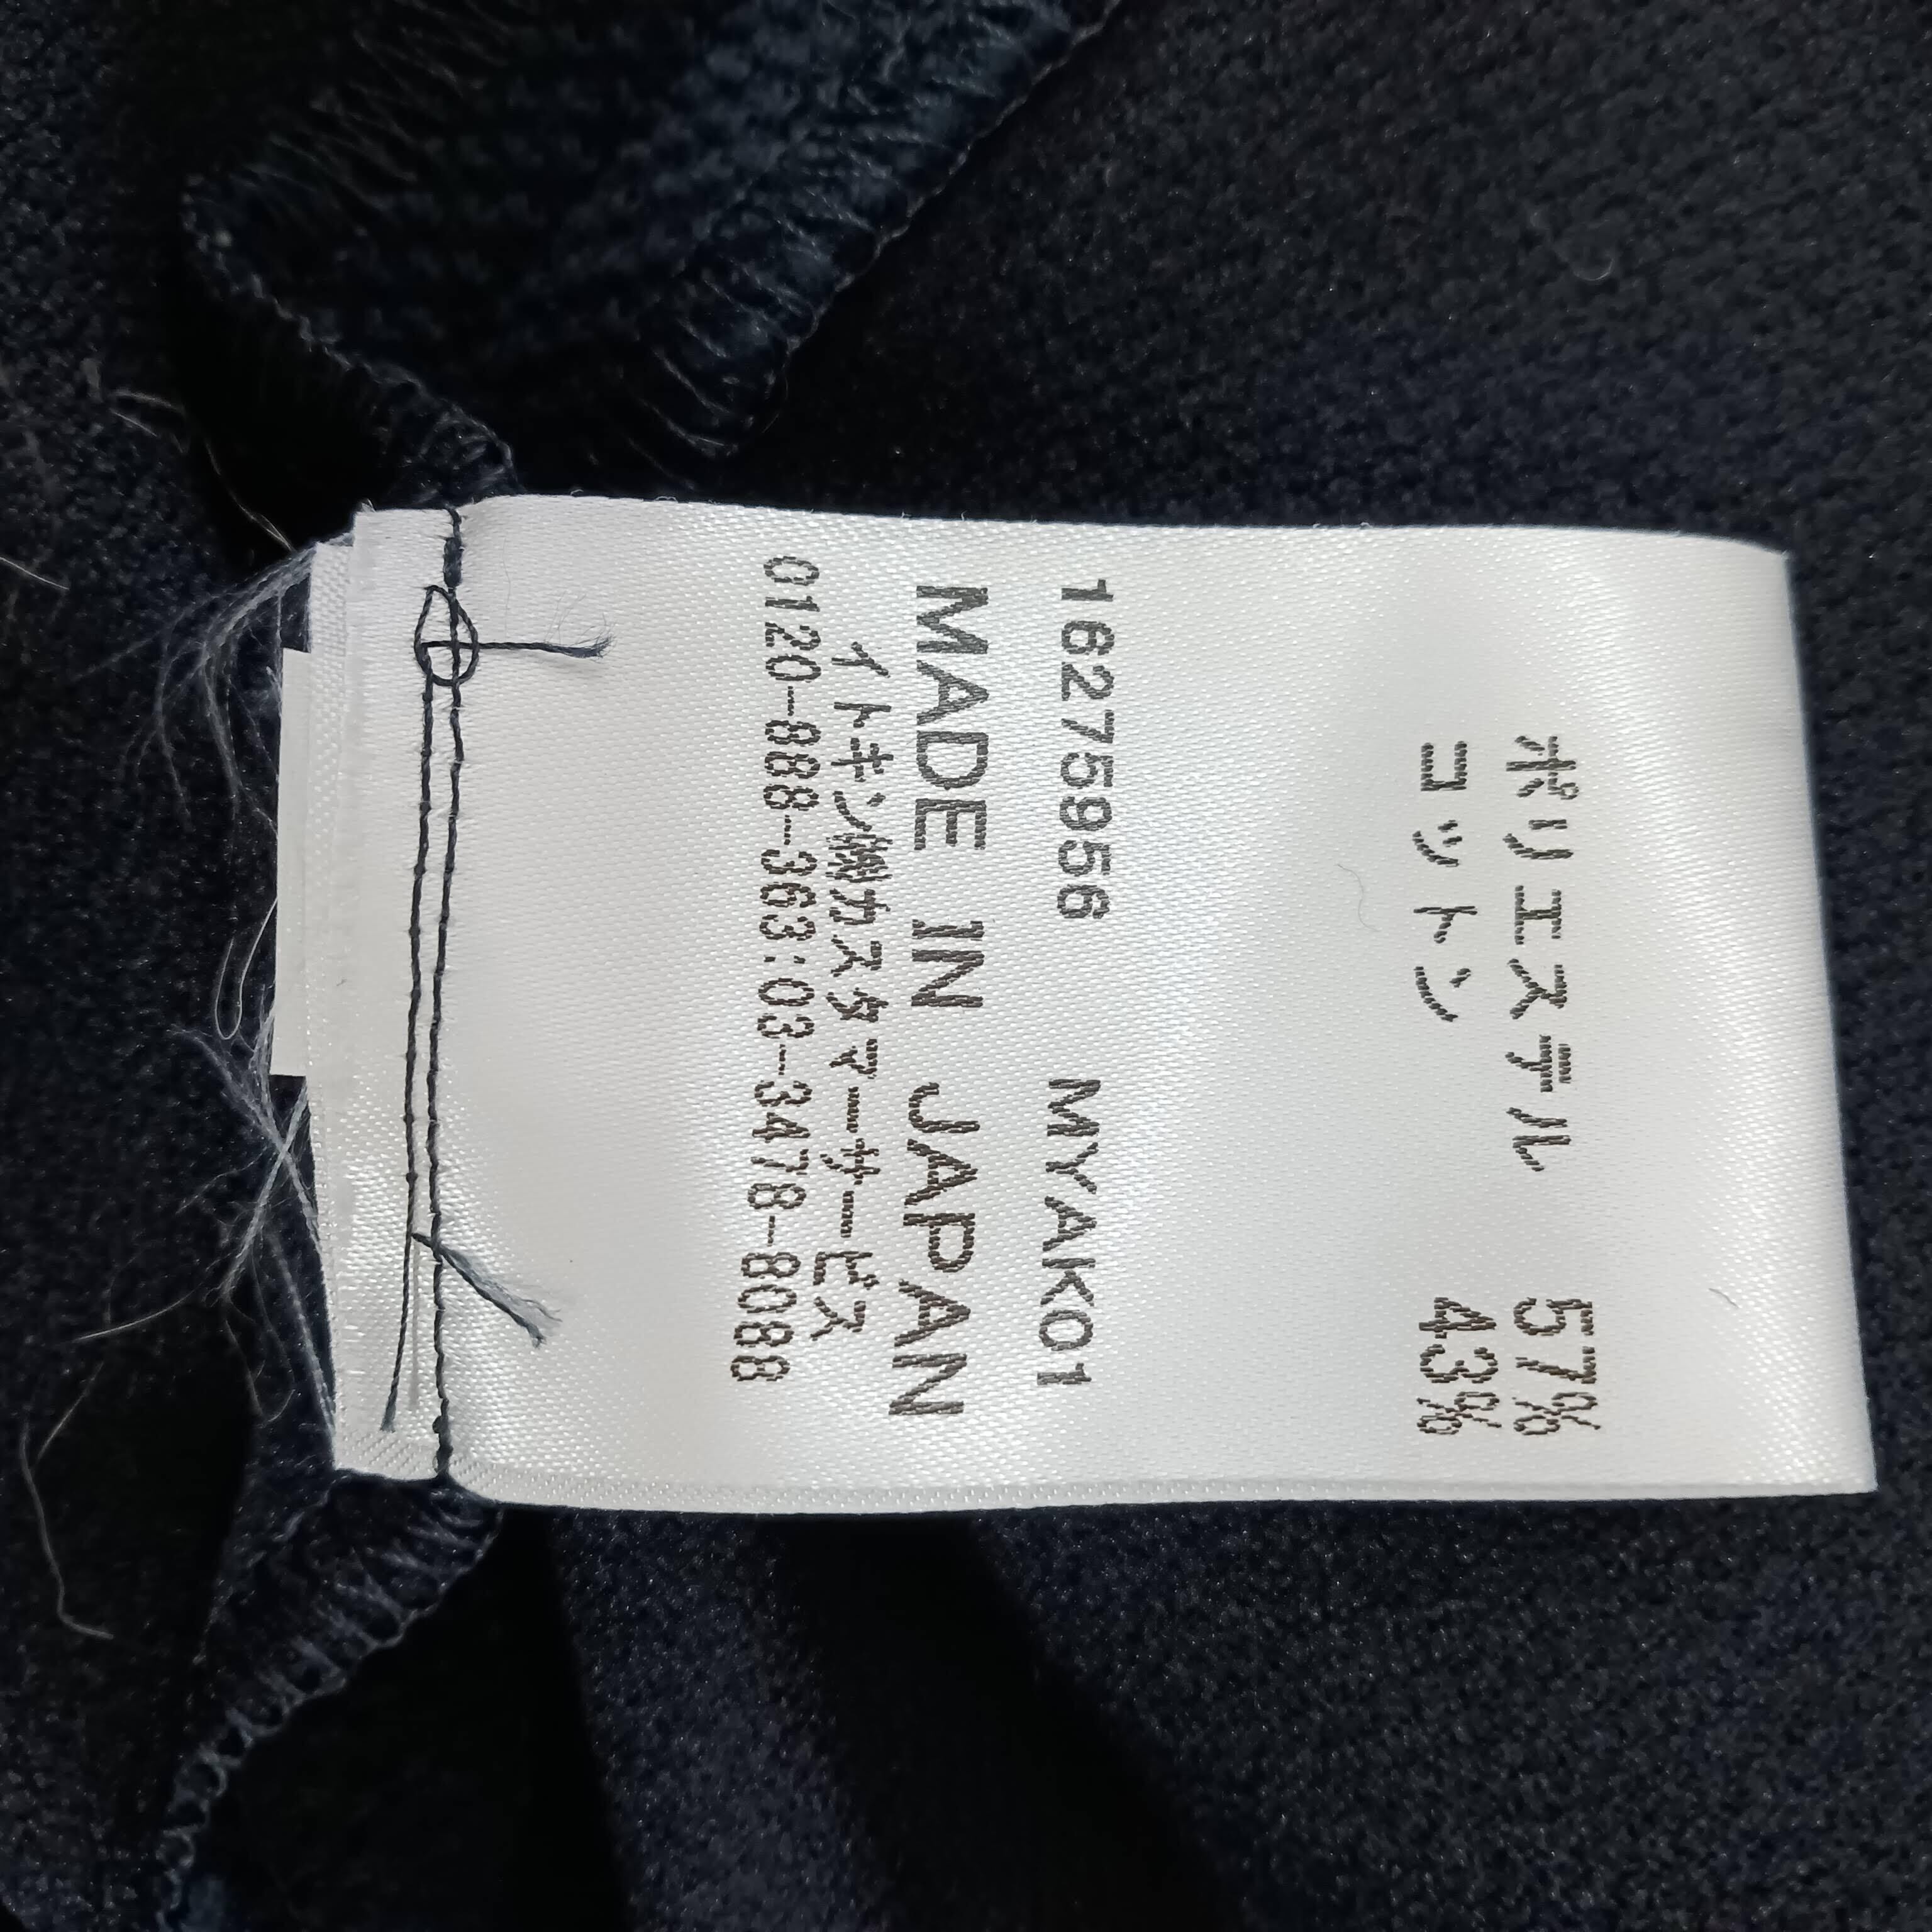 ポリエステル 57%
コットン 43%
16275956 MYAK01
MADE IN JAPAN
イトキン㈱カスタマーサービス
0120-888-363:03-3478-8088